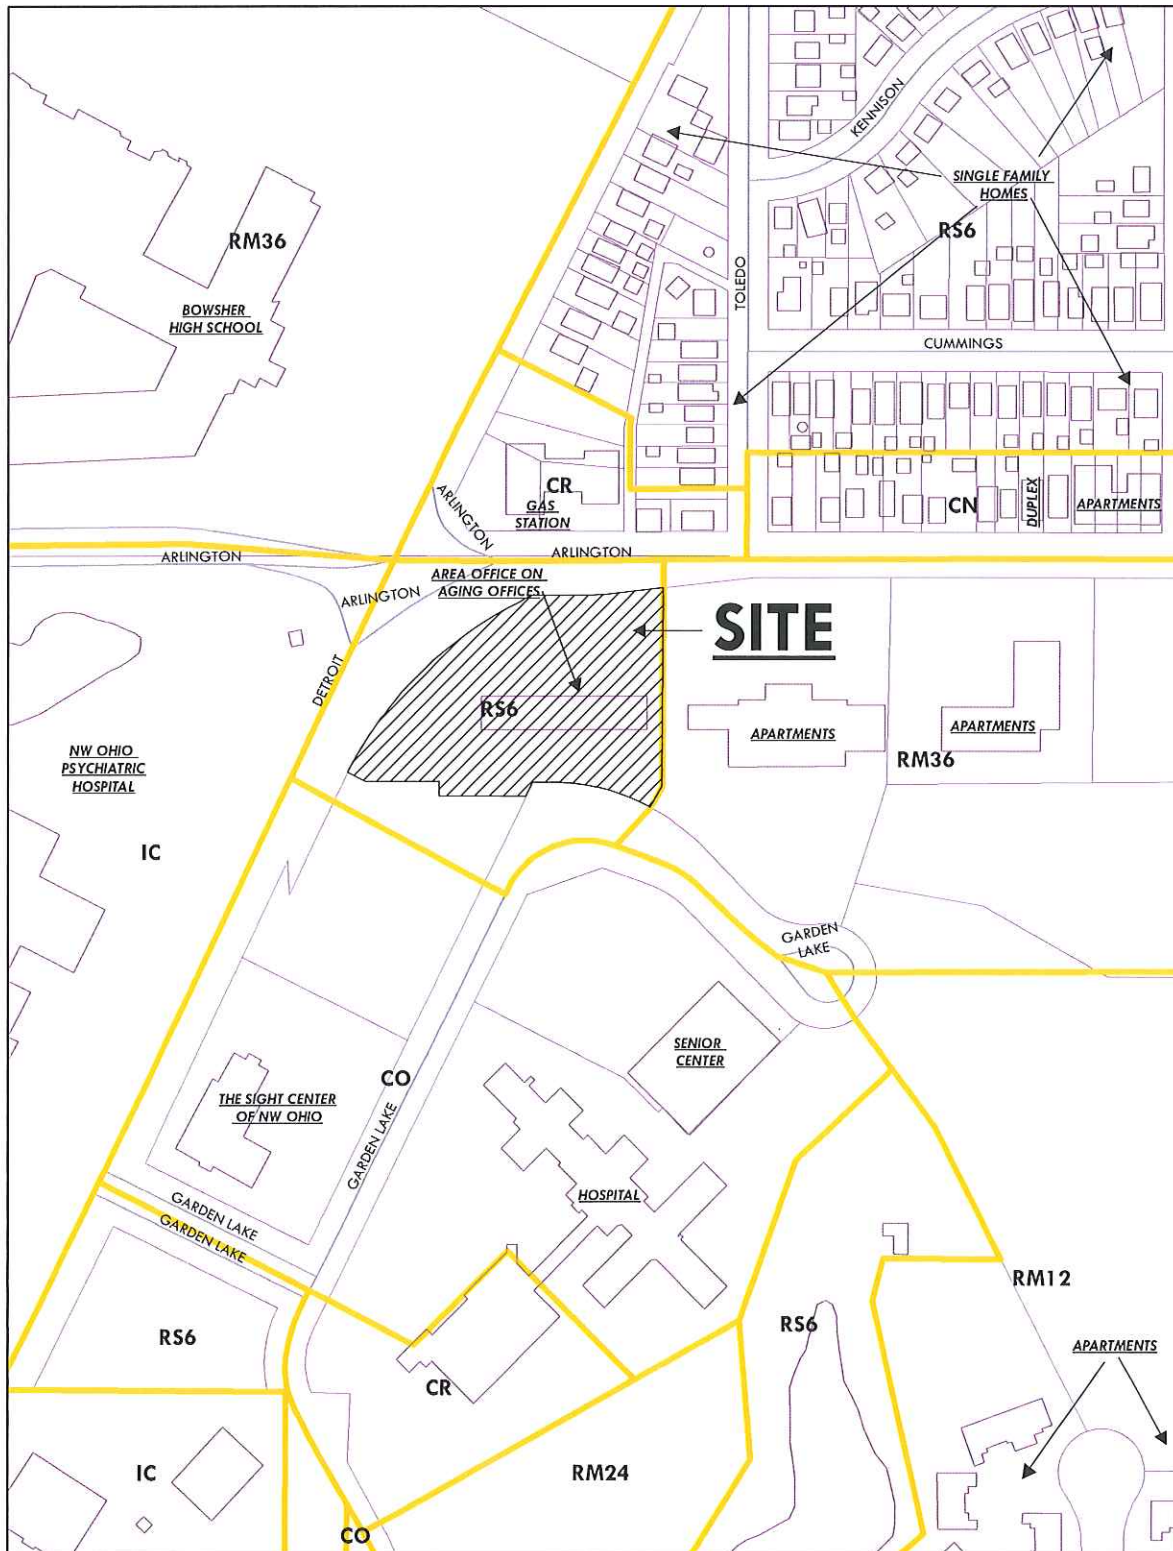 KENNISON
SINGLE FAMILY
HOMES
RS6
RM36
BOWSHER
HIGH SCHOOL
TOLEDO
CUMMINGS
ARLINGTON
CR
GAS
STATION
CN
DUPLEX
APARTMENTS
ARLINGTON
ARLINGTON
AREA OFFICE ON
AGING OFFICES
ARLINGTON
SITE
DETROIT
RS6
APARTMENTS
APARTMENTS
RM36
NW OHIO
PSYCHIATRIC
HOSPITAL
IC
GARDEN
LAKE
SENIOR
CENTER
CO
THE SIGHT CENTER
OF NW OHIO
GARDEN LAKE
HOSPITAL
GARDEN LAKE
GARDEN LAKE
RM12
RS6
RS6
APARTMENTS
CR
IC
RM24
CO